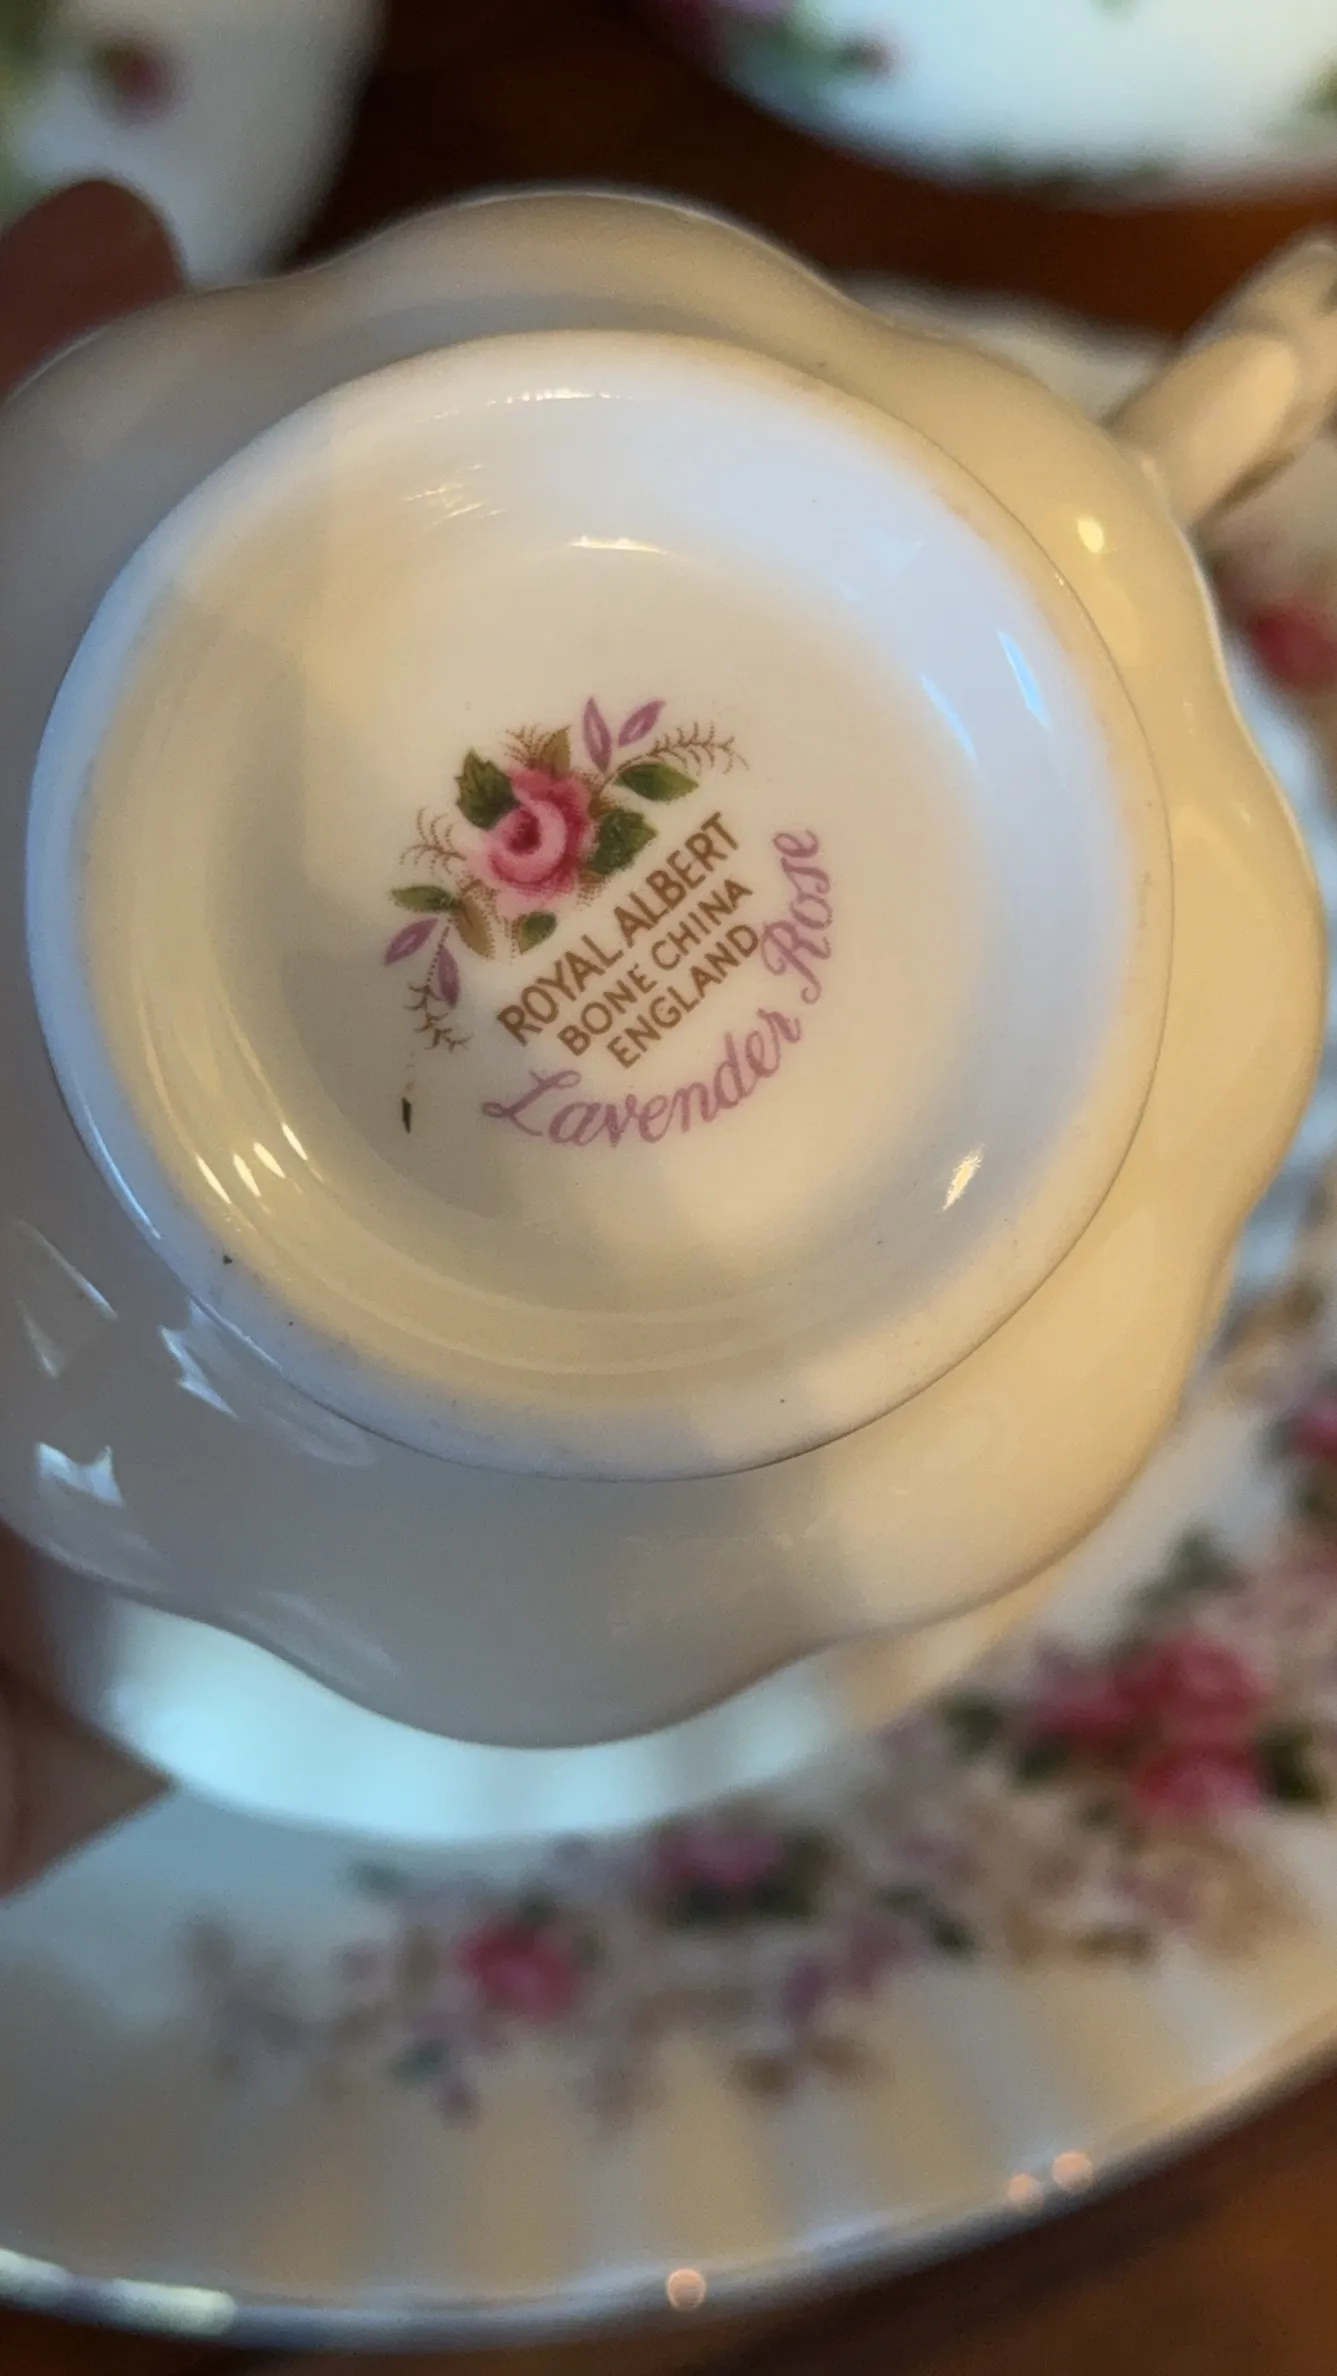 ROYAL ALBERT
BONE CHINA
ENGLAND
Lavender Rose